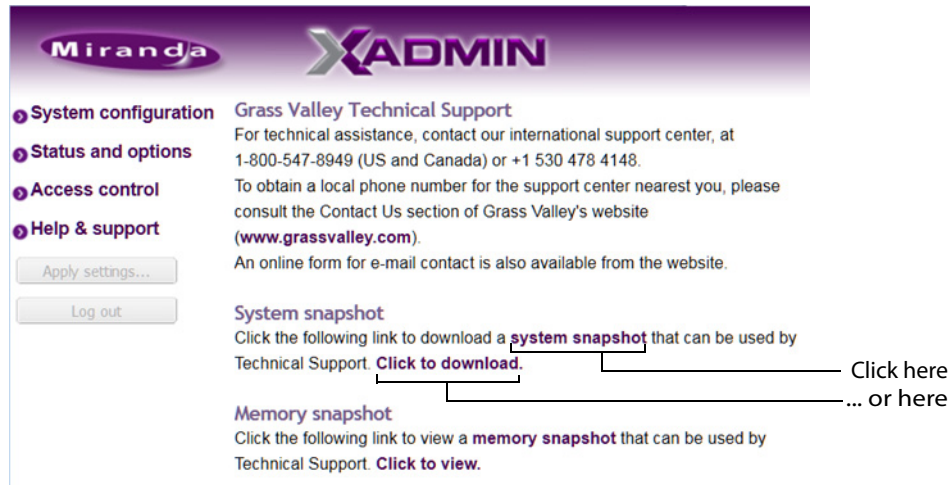 Miranda
XADMIN
System configuration
Status and options
Access control
Help & support
Apply settings...
Log out
Grass Valley Technical Support
For technical assistance, contact our international support center, at
1-800-547-8949 (US and Canada) or +1 530 478 4148.
To obtain a local phone number for the support center nearest you, please
consult the Contact Us section of Grass Valley's website
(www.grassvalley.com).
An online form for e-mail contact is also available from the website.
System snapshot
Click the following link to download a system snapshot that can be used by
Technical Support. Click to download.
Click here
... or here
Memory snapshot
Click the following link to view a memory snapshot that can be used by
Technical Support. Click to view.